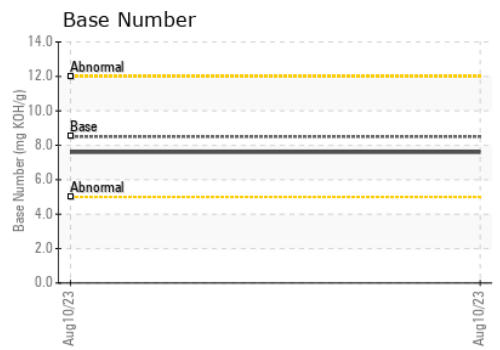 Base Number
14.0
Abnormal
12.0
10.0
Base
8.0
Abnormal
6.0
4.0
2.0
0.0
Base Number (mg KOH/g)
Aug10/23
Aug10/23